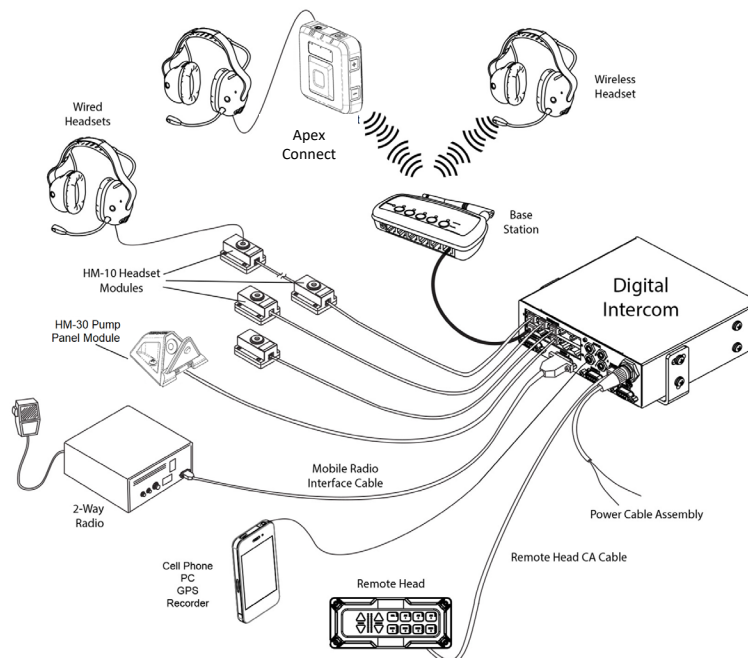 Wired
Headsets
Apex
Connect
Wireless
Headset
Base
Station
HM-10 Headset
Modules
Digital
Intercom
HM-30 Pump
Panel Module
Mobile Radio
Interface Cable
2-Way
Radio
Power Cable Assembly
Cell Phone
PC
GPS
Recorder
Remote Head CA Cable
Remote Head